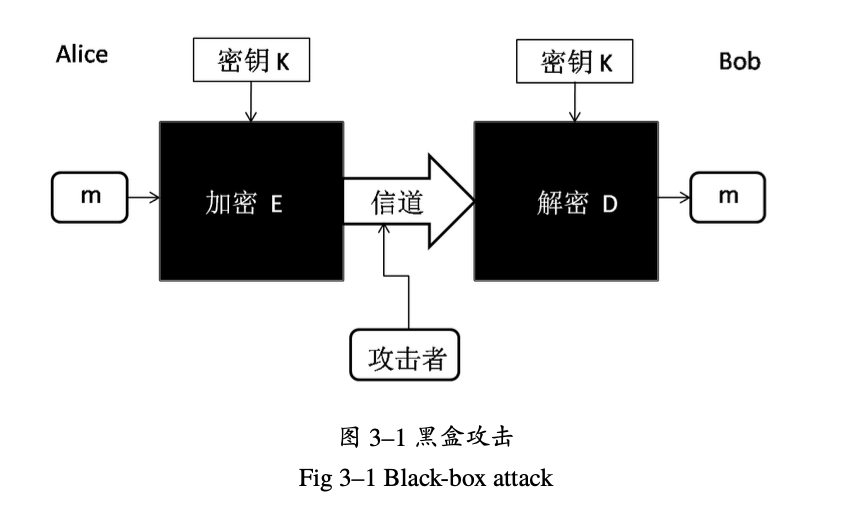 Alice
密钥 K
密钥 K
Bob
m
加密 E
信道
解密 D
m
攻击者
图 3–1 黑盒攻击
Fig 3–1 Black-box attack